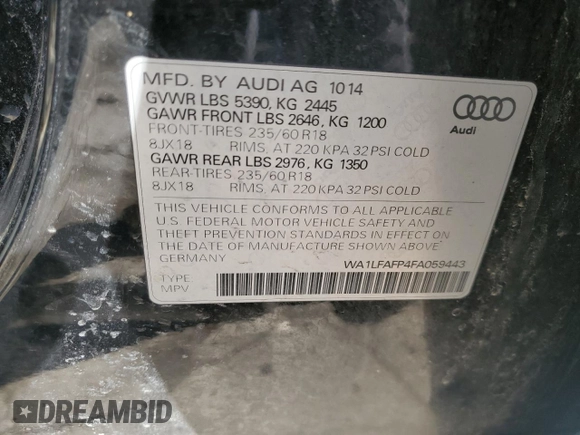 MFD. BY AUDI AG 1014
GVWR LBS 5390, KG 2445
GAWR FRONT LBS 2646, KG 1200
FRONT-TIRES 235/60 R18
8JX18 RIMS, AT 220 KPA 32 PSI COLD
GAWR REAR LBS 2976, KG 1350
REAR-TIRES 235/60 R18
8JX18 RIMS, AT 220 KPA 32 PSI COLD
Audi
THIS VEHICLE CONFORMS TO ALL APPLICABLE
U.S. FEDERAL MOTOR VEHICLE SAFETY AND
THEFT PREVENTION STANDARDS IN EFFECT ON
THE DATE OF MANUFACTURE SHOWN ABOVE
GERMANY
WA1LFAFP4FA059443
TYPE
MPV
DREAMBID